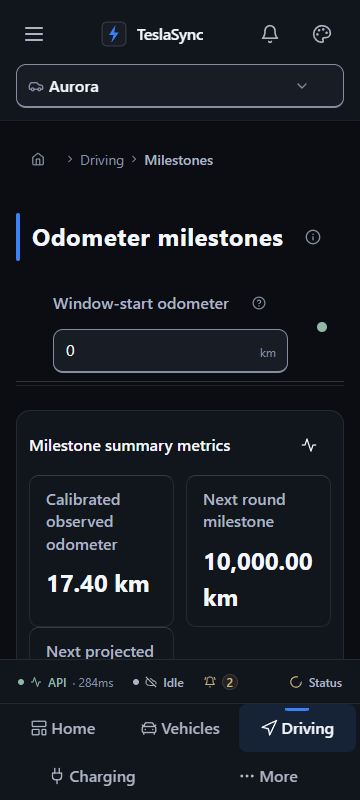 TeslaSync
Aurora
Driving
Milestones
Odometer milestones
Window-start odometer
0
km
Milestone summary metrics
Calibrated
observed
odometer
17.40 km
Next round
milestone
10,000.00
km
Next projected
API · 284ms
Idle
2
Status
Home
Vehicles
Driving
Charging
More